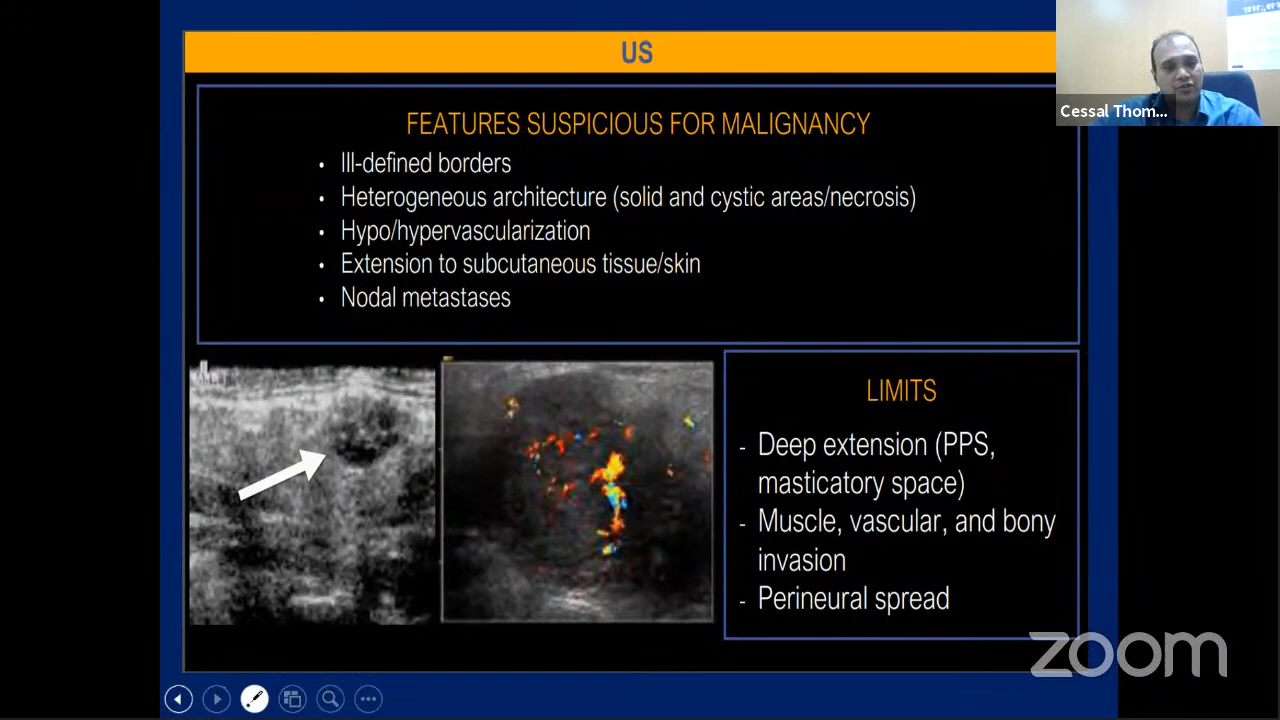 US
Cessal Thom...
FEATURES SUSPICIOUS FOR MALIGNANCY
• Ill-defined borders
• Heterogeneous architecture (solid and cystic areas/necrosis)
• Hypo/hypervascularization
• Extension to subcutaneous tissue/skin
• Nodal metastases
LIMITS
- Deep extension (PPS,
masticatory space)
- Muscle, vascular, and bony
invasion
- Perineural spread
zoom